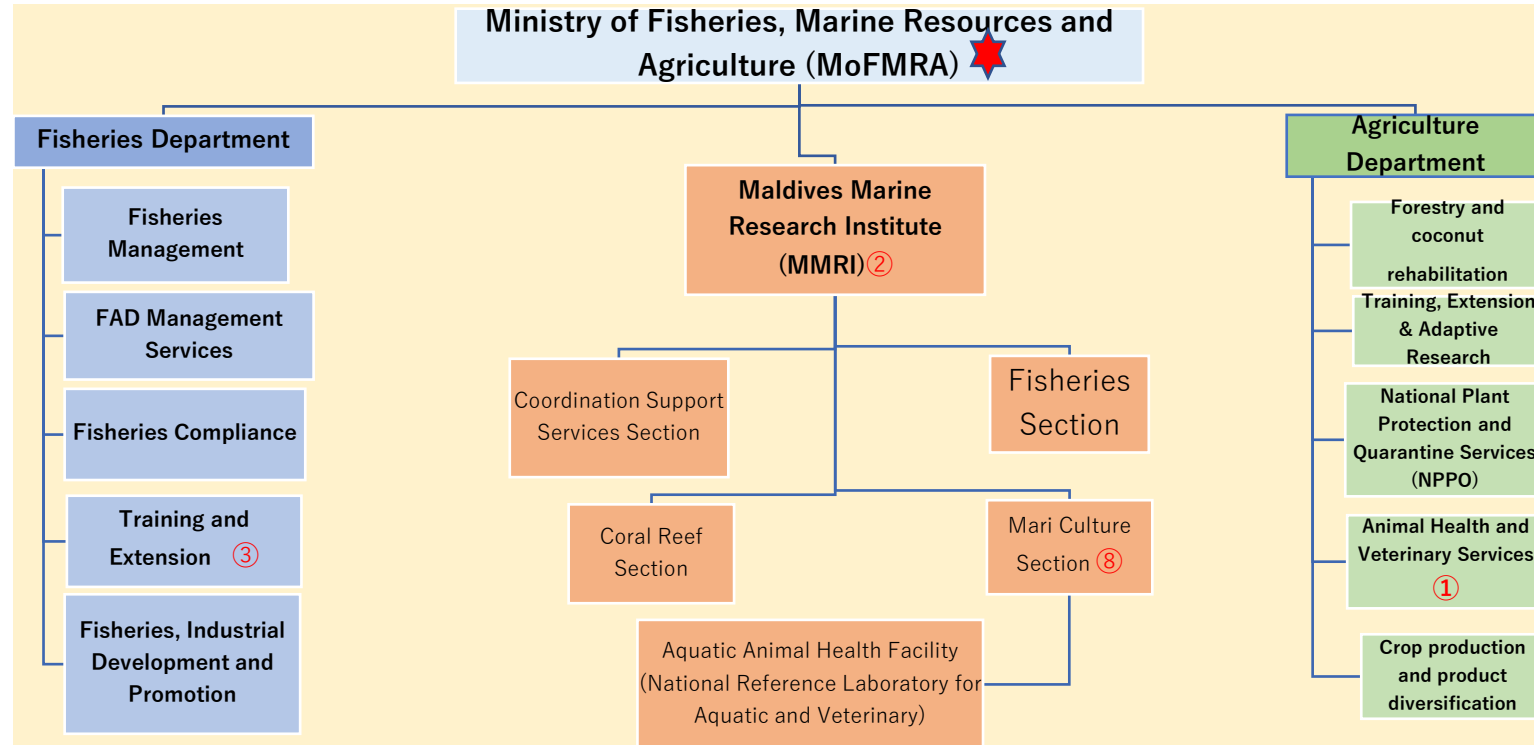 Ministry of Fisheries, Marine Resources and
Agriculture (MoFMRA)
Fisheries Department
Fisheries
Management
FAD Management
Services
Fisheries Compliance
Training and
Extension ③
Fisheries, Industrial
Development and
Promotion
Maldives Marine
Research Institute
(MMRI)②
Coordination Support
Services Section
Fisheries
Section
Coral Reef
Section
Mari Culture
Section ⑧
Aquatic Animal Health Facility
(National Reference Laboratory for
Aquatic and Veterinary)
Agriculture
Department
Forestry and
coconut
rehabilitation
Training, Extension
& Adaptive
Research
National Plant
Protection and
Quarantine Services
(NPPO)
Animal Health and
Veterinary Services
①
Crop production
and product
diversification